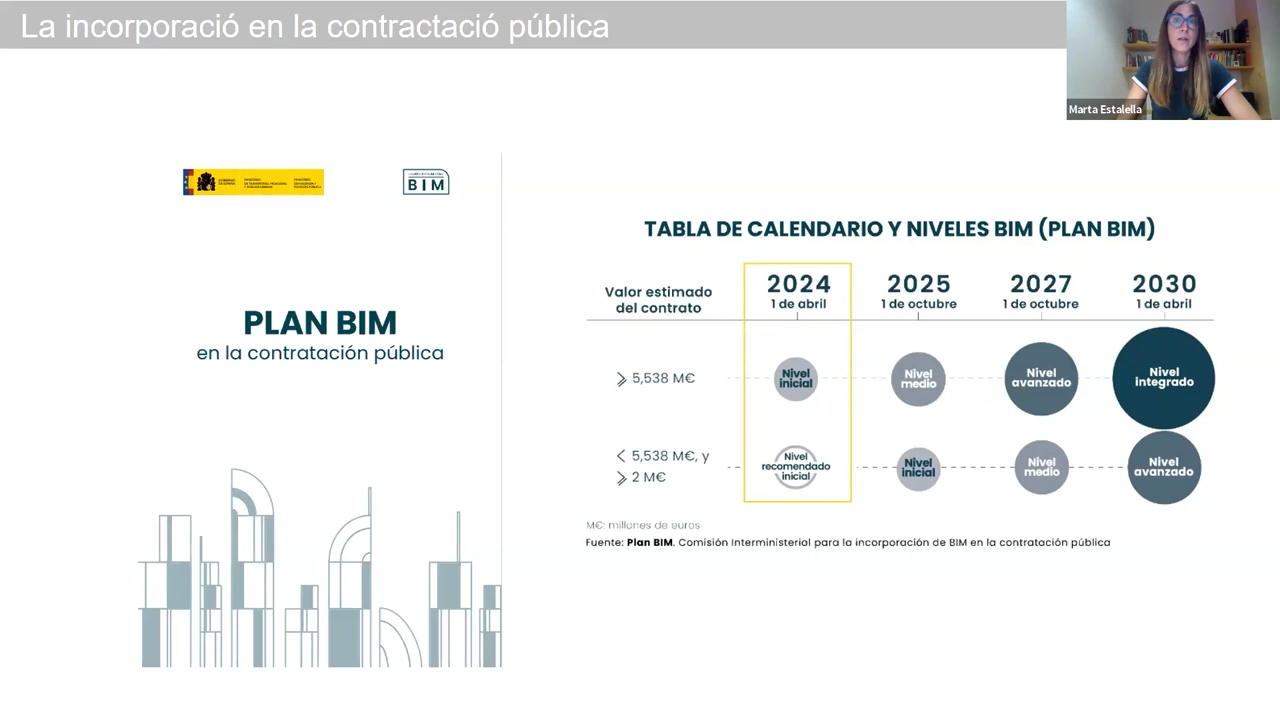 La incorporació en la contractació pública
Marta Estalella
GOBIERNO
DE ESPAÑA
BIM
PLAN BIM
en la contratación pública
TABLA DE CALENDARIO Y NIVELES BIM (PLAN BIM)
Valor estimado
del contrato
2024
1 de abril
2025
1 de octubre
2027
1 de octubre
2030
1 de abril
⩾ 5,538 M€
Nivel
inicial
Nivel
medio
Nivel
avanzado
Nivel
integrado
< 5,538 M€, y
⩾ 2 M€
Nivel
recomendado
inicial
Nivel
inicial
Nivel
medio
Nivel
avanzado
M€: millones de euros
Fuente: Plan BIM. Comisión Interministerial para la incorporación de BIM en la contratación pública